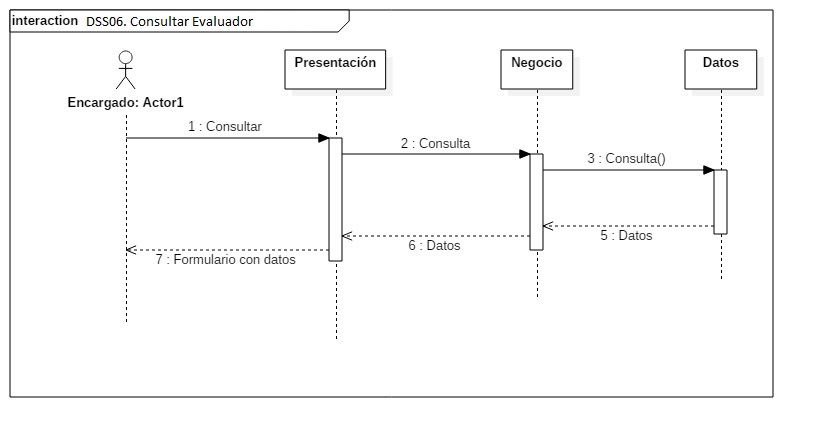 interaction DSS06. Consultar Evaluador
Presentación
Negocio
Datos
Encargado: Actor1
1 : Consultar
2 : Consulta
3 : Consulta()
5 : Datos
6 : Datos
7 : Formulario con datos